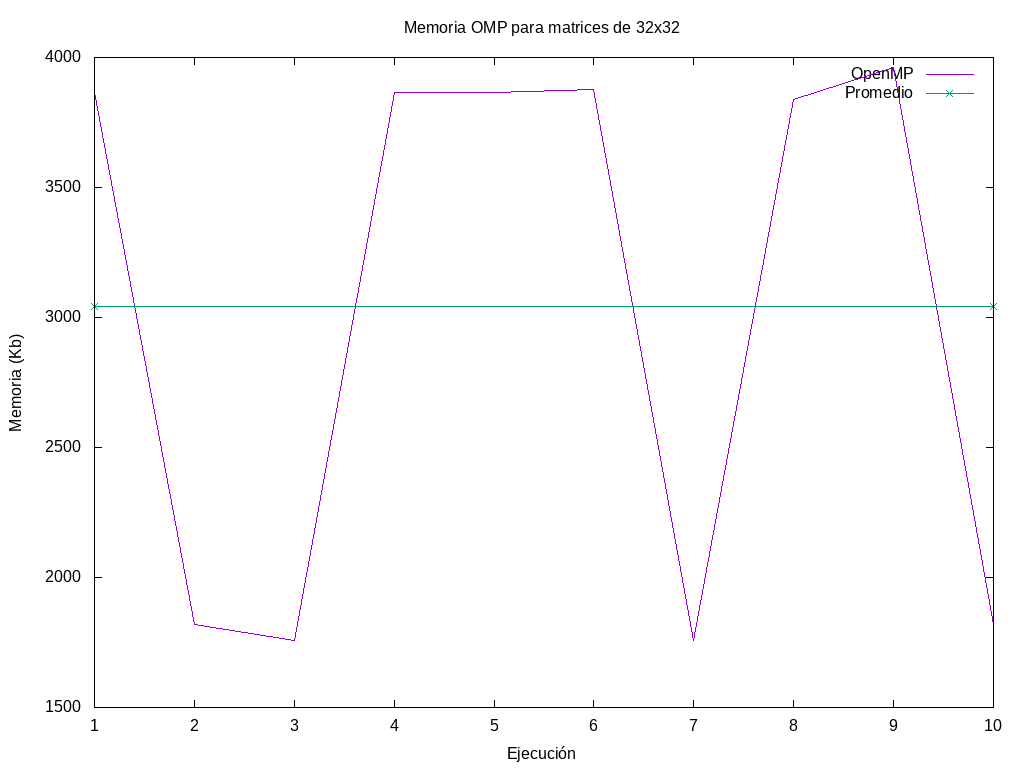 Memoria OMP para matrices de 32x32
4000
3500
3000
2500
2000
1500
Memoria (Kb)
OpenMP
Promedio
1 2 3 4 5 6 7 8 9 10
Ejecución